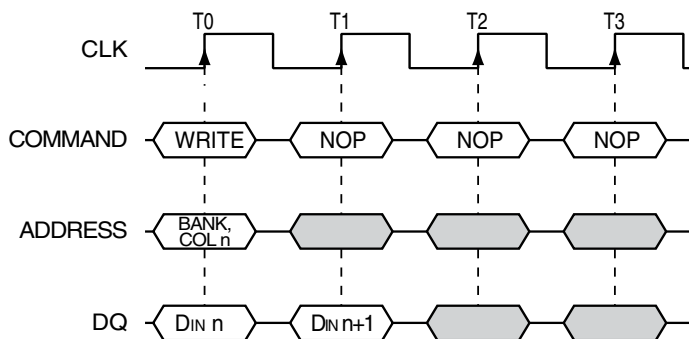 T0 T1 T2 T3
CLK
COMMAND WRITE NOP NOP NOP
ADDRESS BANK,
COL n
DQ DIN n DIN n+1